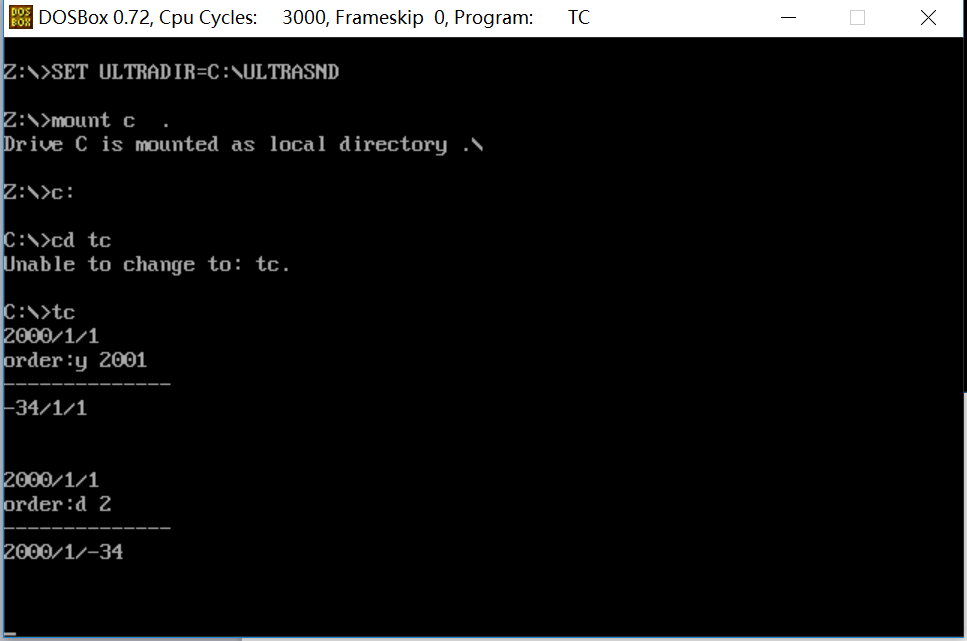 DOS BOX DOSBox 0.72, Cpu Cycles: 3000, Frameskip 0, Program: TC
Z:\>SET ULTRADIR=C:\ULTRASND
Z:\>mount c .
Drive C is mounted as local directory .\
Z:\>c:
C:\>cd tc
Unable to change to: tc.
C:\>tc
2000/1/1
order:y 2001
--------------
-34/1/1
2000/1/1
order:d 2
--------------
2000/1/-34
_